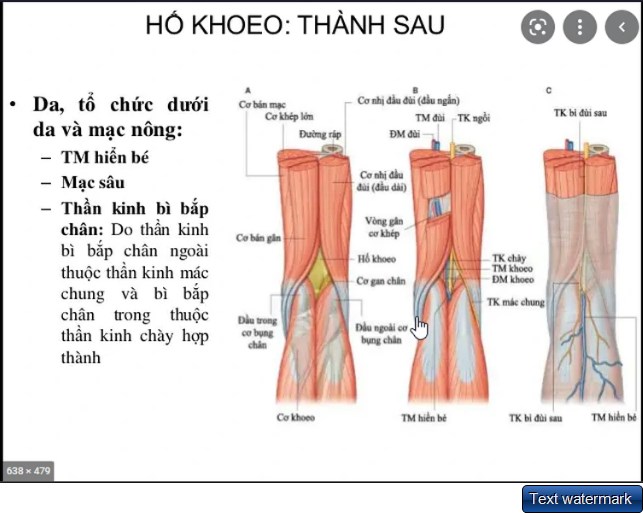 HỐ KHOEO: THÀNH SAU
• Da, tổ chức dưới
da và mạc nông:
– TM hiển bé
– Mạc sâu
– Thần kinh bì bắp
chân: Do thần kinh
bì bắp chân ngoài
thuộc thần kinh mác
chung và bì bắp
chân trong thuộc
thần kinh chày hợp
thành
A
Cơ bán mạc
Cơ khép lớn
Đường ráp
Cơ nhị đầu đùi (đầu ngắn)
Cơ nhị đầu
đùi (đầu dài)
Cơ bán gân
Hố khoeo
Cơ gan chân
Đầu trong
cơ bụng
chân
Đầu ngoài cơ
bụng chân
Cơ khoeo
B
TM đùi
TK ngồi
ĐM đùi
Vòng gân
cơ khép
TK chày
TM khoeo
ĐM khoeo
TK mác chung
TM hiển bé
C
TK bì đùi sau
TK bì đùi sau
TM hiển bé
638 × 479
Text watermark